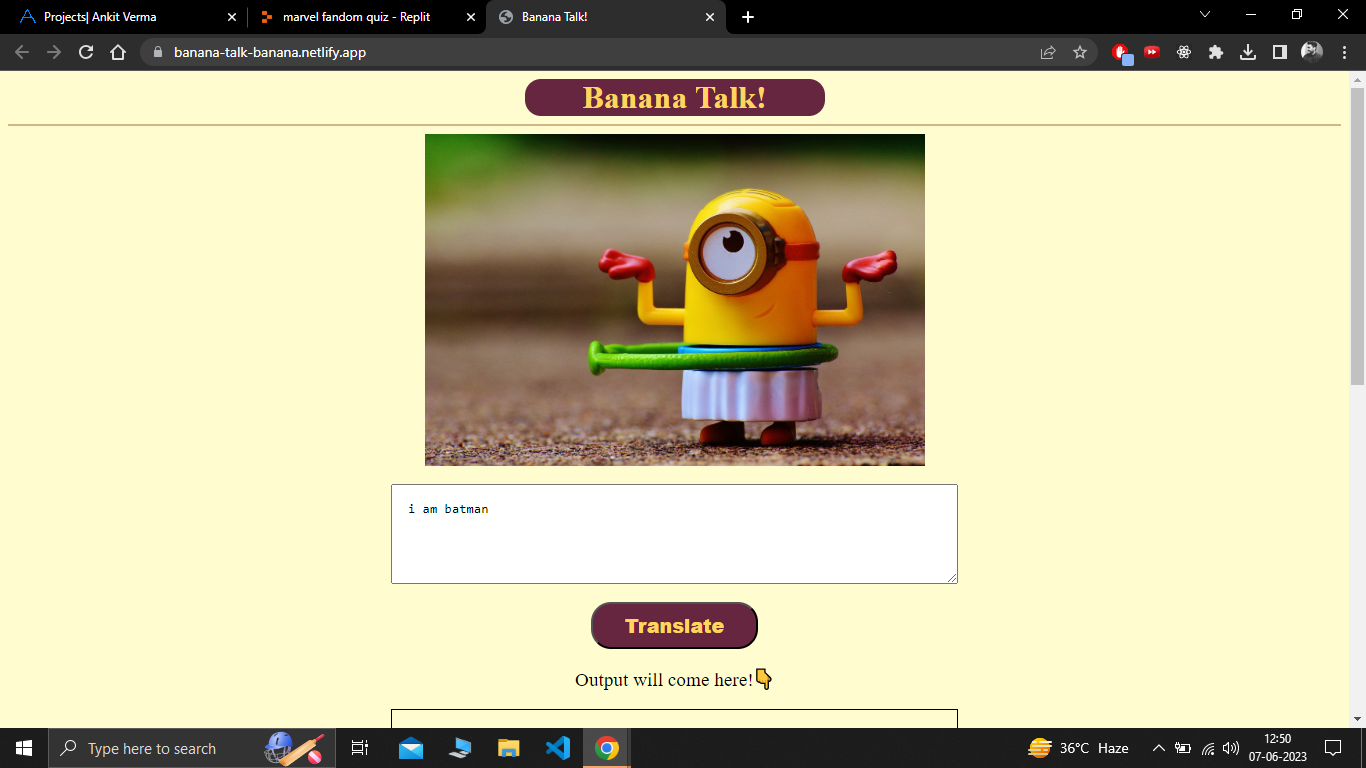 Projects| Ankit Verma
marvel fandom quiz - Replit
Banana Talk!
banana-talk-banana.netlify.app
Banana Talk!
i am batman
Translate
Output will come here!👇
Type here to search
36°C Haze
12:50
07-06-2023